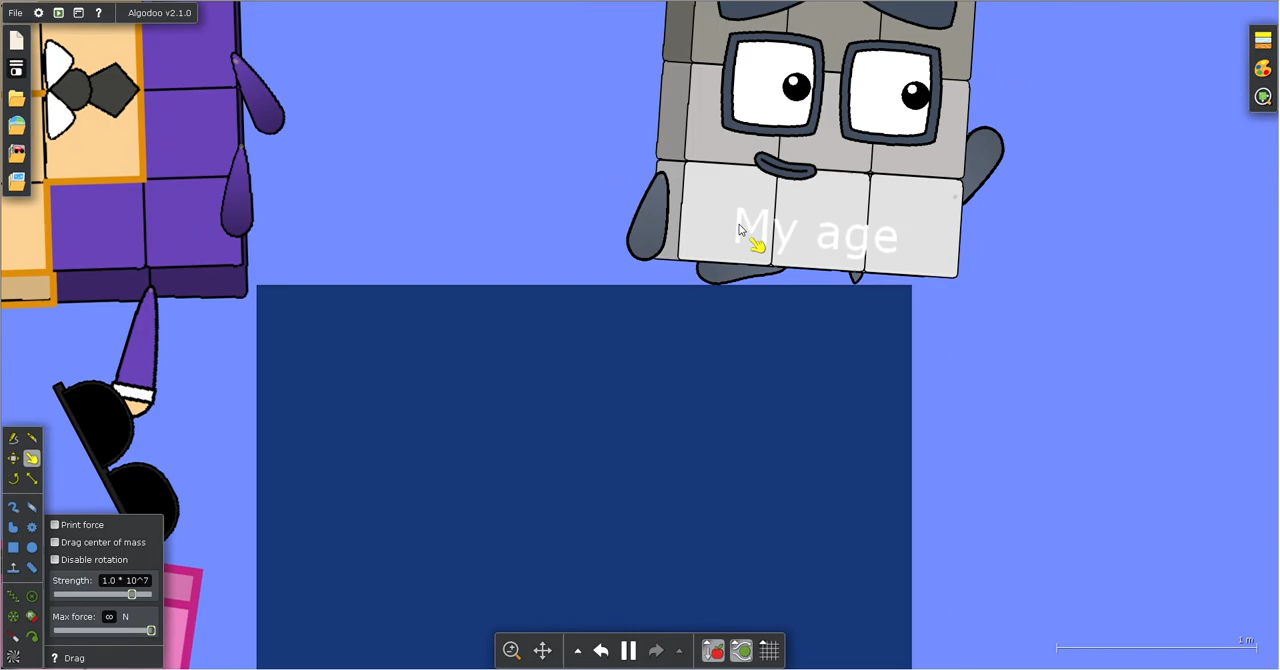 File ? Algodoo v2.1.0
My age
Print force
Drag center of mass
Disable rotation
Strength: 1.0 * 10^7
Max force: ∞ N
? Drag
1 m